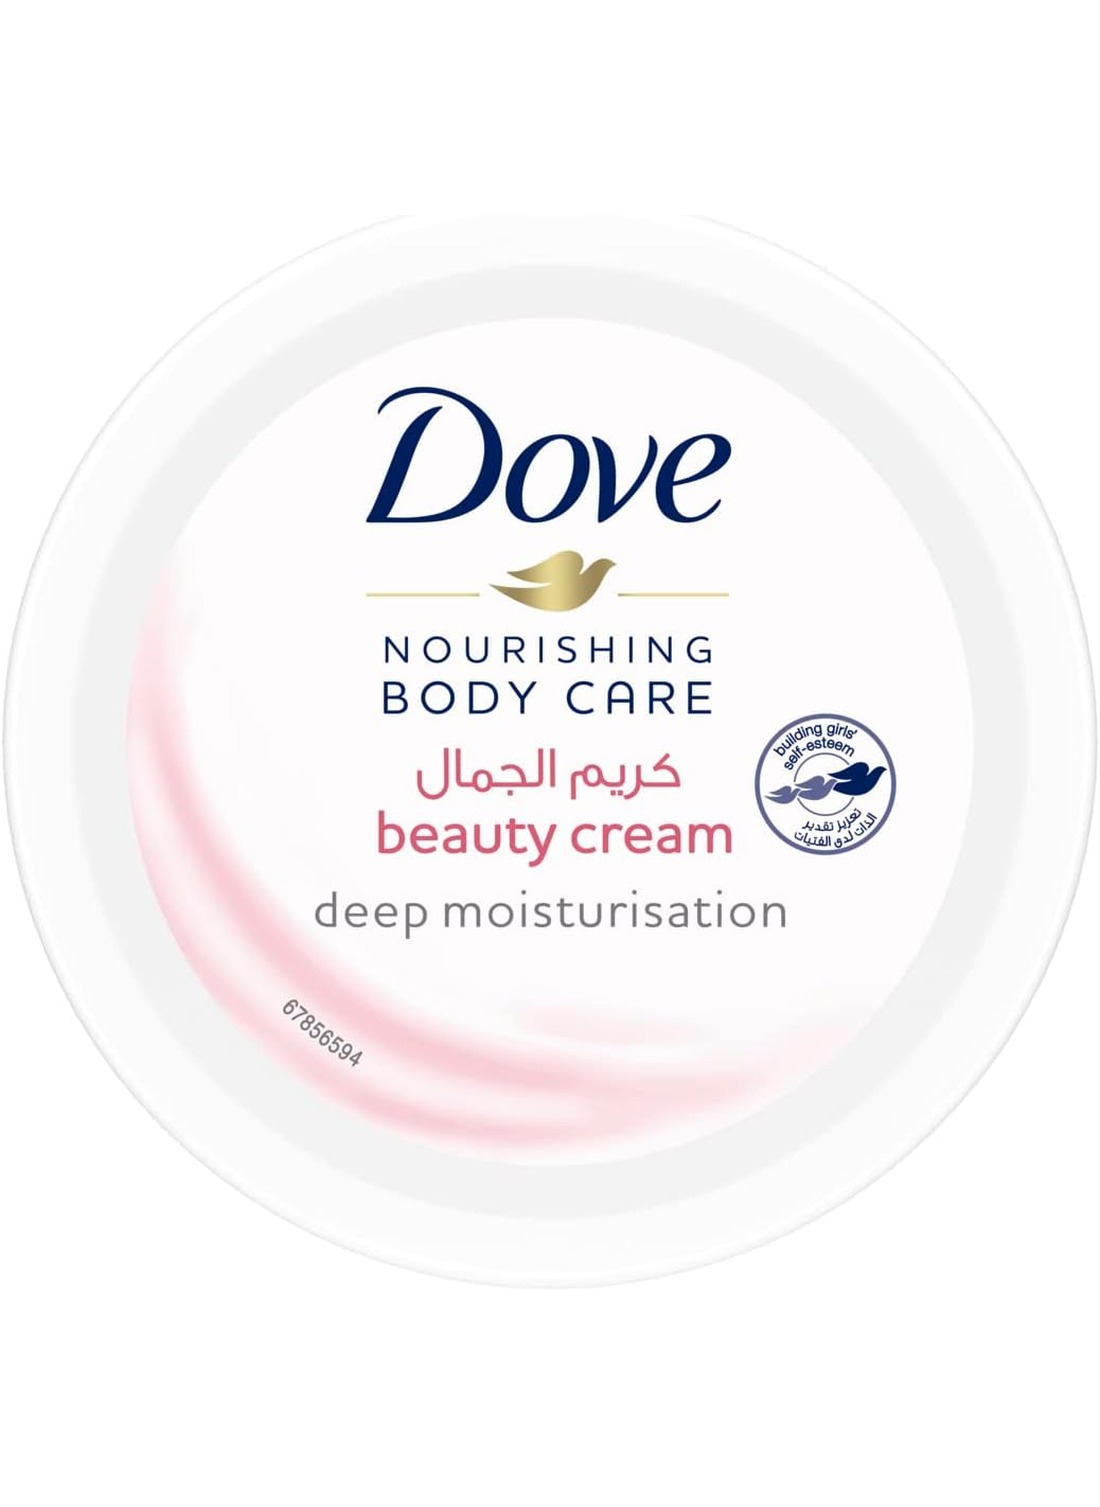 Dove
NOURISHING
BODY CARE
كريم الجمال
beauty cream
deep moisturisation
building girls'
self-esteem
تعزيز تقدير
الذات لدى الفتيات
67856594